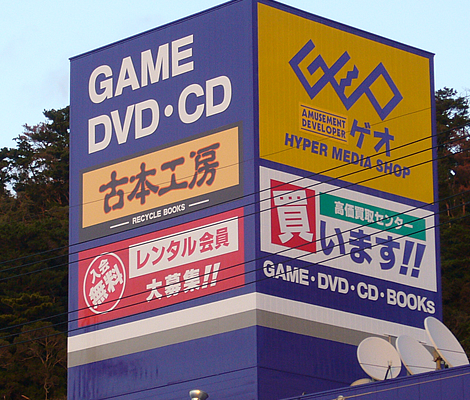 GAME
DVD・CD
古本工房
RECYCLE BOOKS
入会
無料
レンタル会員
大募集!!
GEO
AMUSEMENT
DEVELOPER
ゲオ
HYPER MEDIA SHOP
買
高価買取センター
います!!
GAME・DVD・CD・BOOKS